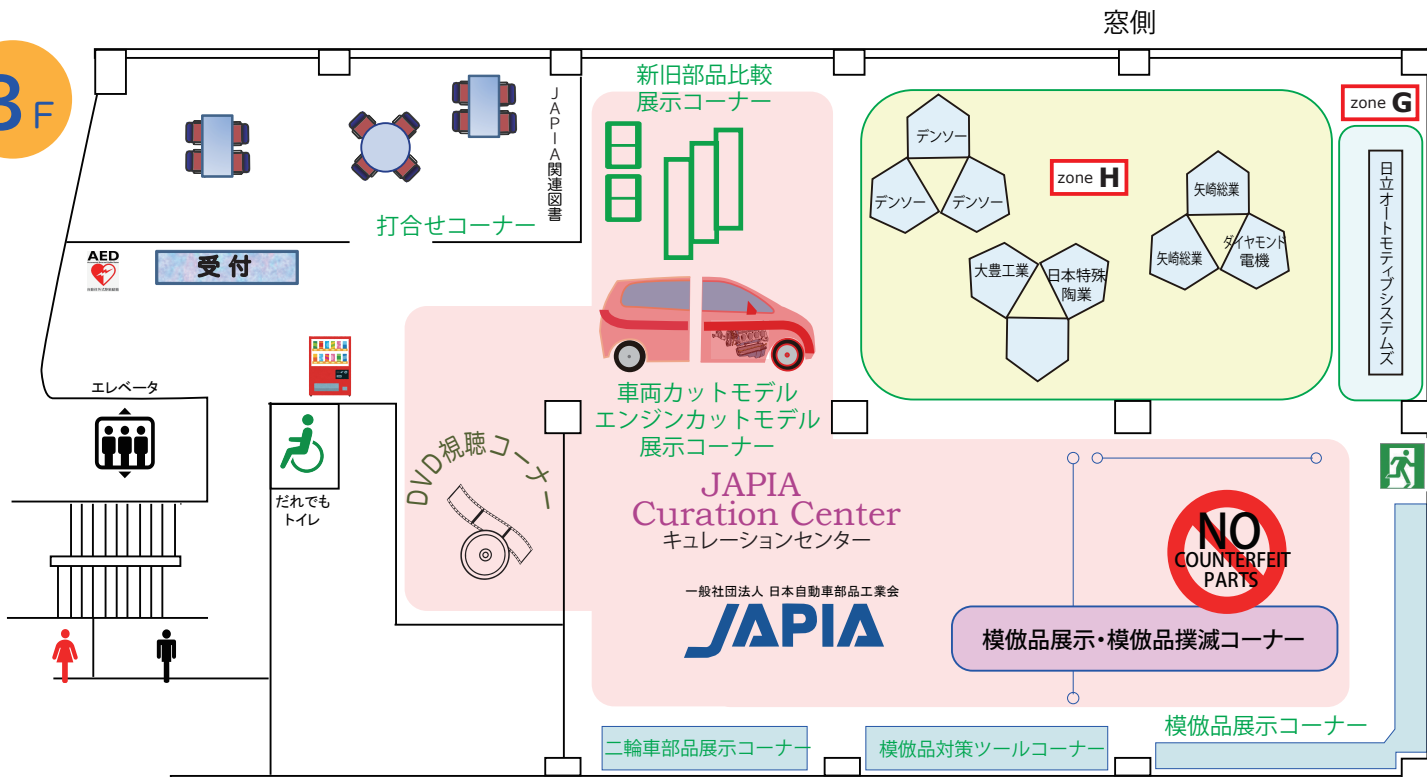 窓側
3F
新旧部品比較
展示コーナー
JAPIA関連図書
打合せコーナー
AED
受付
zone G
日立オートモティブシステムズ
zone H
デンソー
デンソー
デンソー
矢崎総業
矢崎総業
ダイヤモンド
電機
大豊工業
日本特殊
陶業
エレベータ
だれでも
トイレ
車両カットモデル
エンジンカットモデル
展示コーナー
DVD視聴コーナー
JAPIA
Curation Center
キュレーションセンター
一般社団法人 日本自動車部品工業会
JAPIA
NO
COUNTERFEIT
PARTS
模倣品展示・模倣品撲滅コーナー
二輪車部品展示コーナー
模倣品対策ツールコーナー
模倣品展示コーナー